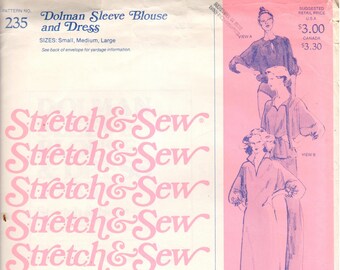 PATTERN NO.
235
Dolman Sleeve Blouse
and Dress
SIZES: Small, Medium, Large
See back of envelope for yardage information.
SUGGESTED
RETAIL PRICE
U.S.A.
$3.00
CANADA
$3.30
VIEW A
VIEW B
Stretch&Sew
Stretch&Sew
Stretch&Sew
Stretch&Sew
Stretch&Sew